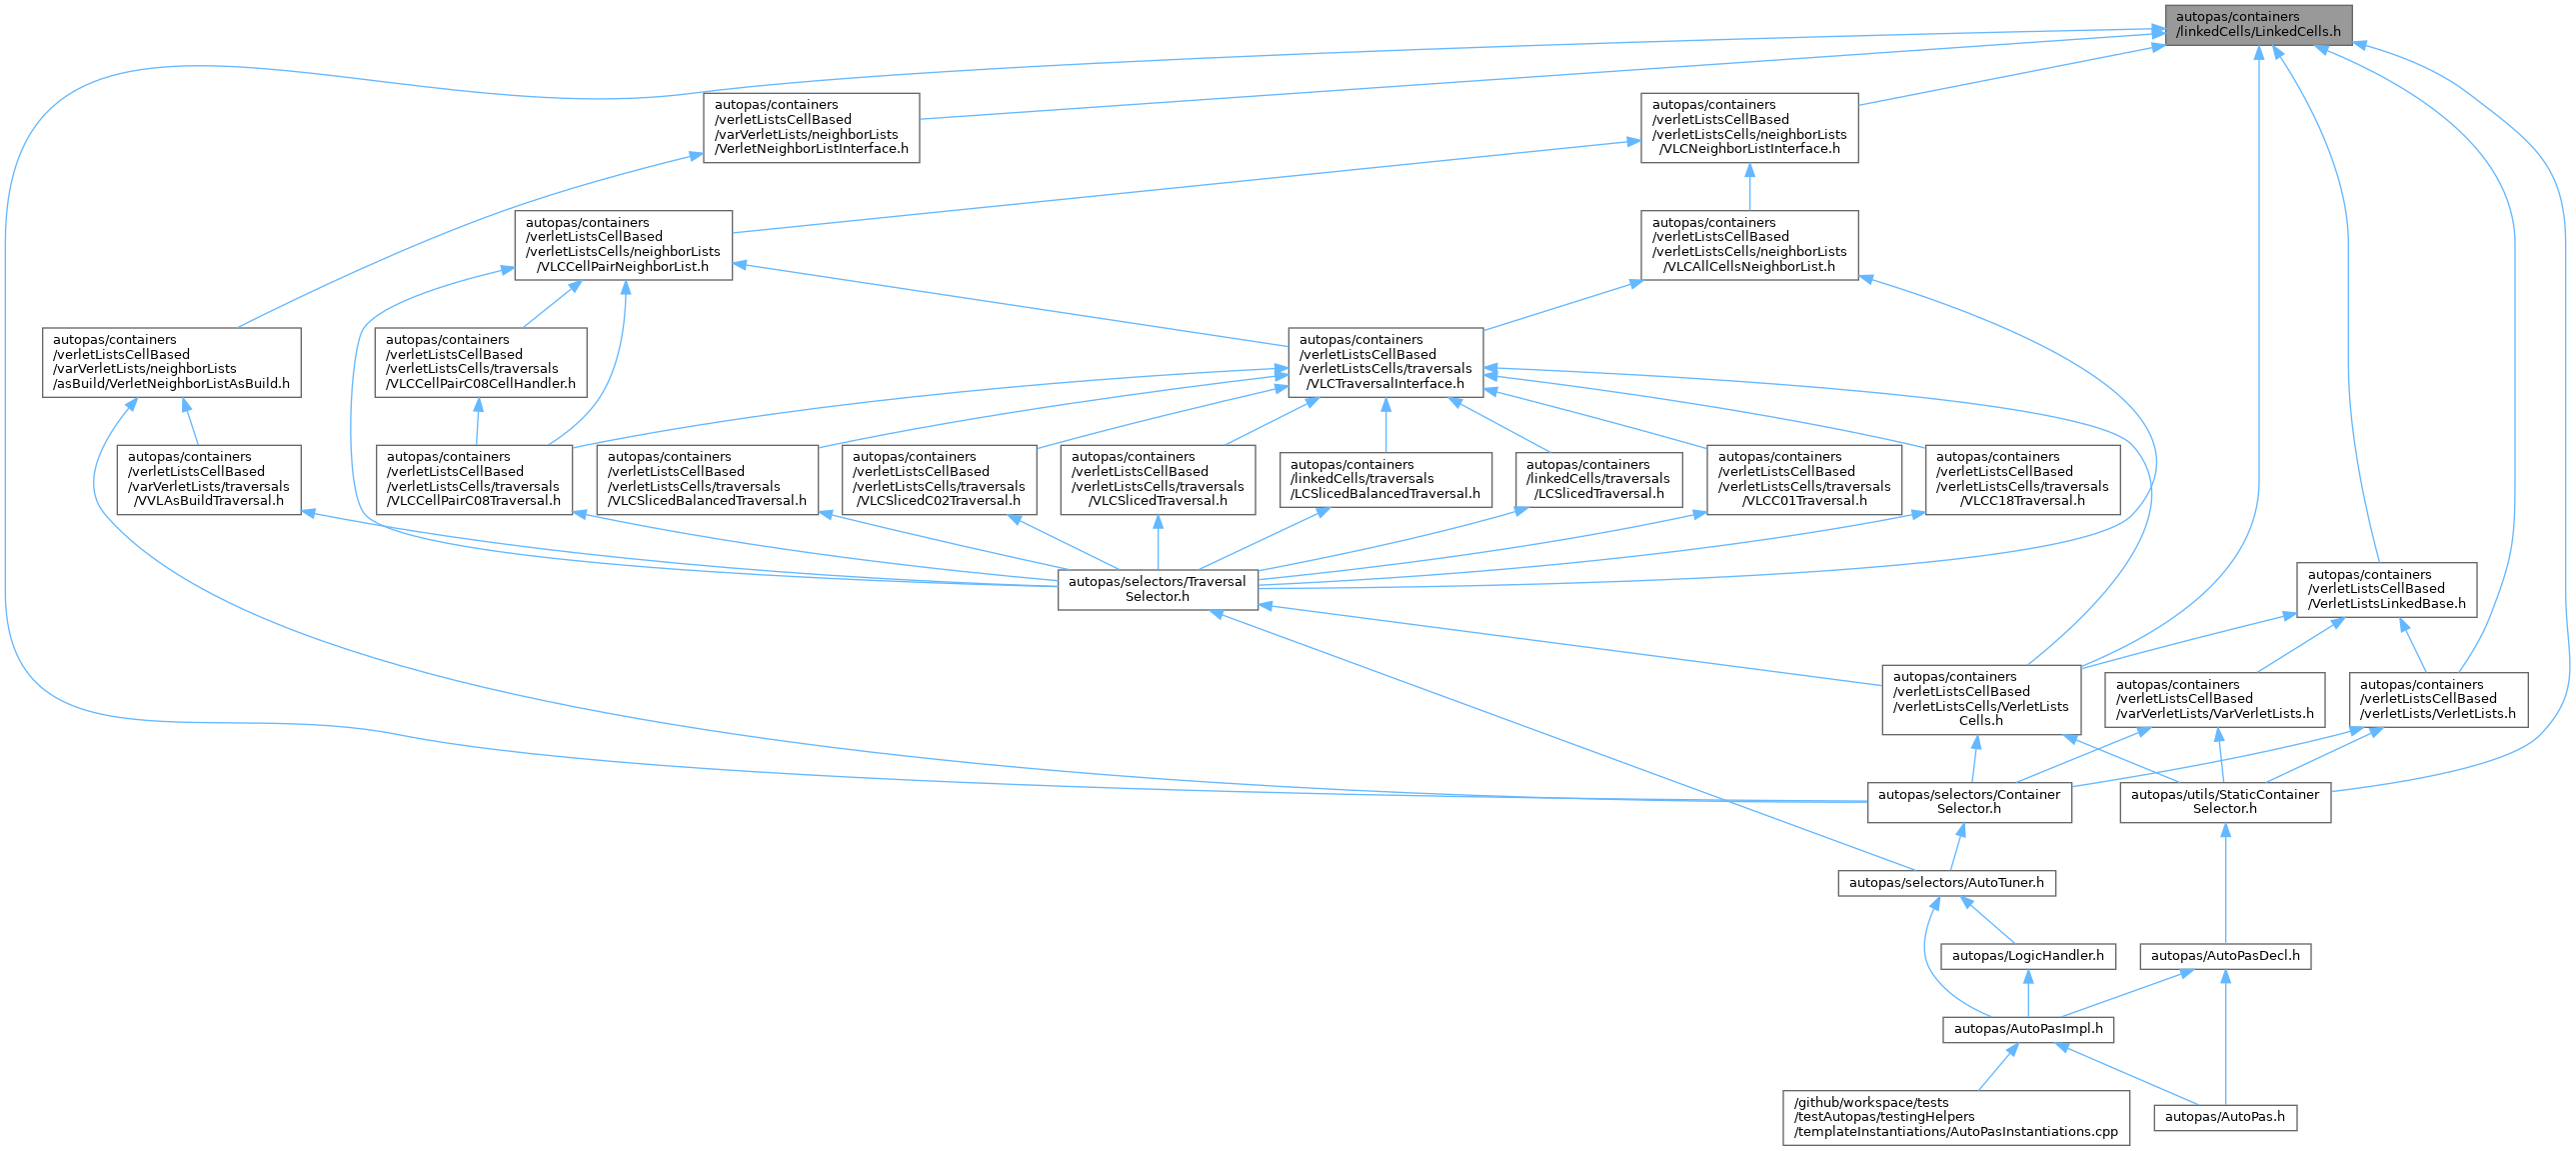 autopas/containers
/linkedCells/LinkedCells.h
autopas/containers
/verletListsCellBased
/varVerletLists/neighborLists
/VerletNeighborListInterface.h
autopas/containers
/verletListsCellBased
/verletListsCells/neighborLists
/VLCNeighborListInterface.h
autopas/containers
/verletListsCellBased
/verletListsCells/neighborLists
/VLCCellPairNeighborList.h
autopas/containers
/verletListsCellBased
/verletListsCells/neighborLists
/VLCAllCellsNeighborList.h
autopas/containers
/verletListsCellBased
/varVerletLists/neighborLists
/asBuild/VerletNeighborListAsBuild.h
autopas/containers
/verletListsCellBased
/verletListsCells/traversals
/VLCCellPairC08CellHandler.h
autopas/containers
/verletListsCellBased
/verletListsCells/traversals
/VLCTraversalInterface.h
autopas/containers
/verletListsCellBased
/varVerletLists/traversals
/VVLAsBuildTraversal.h
autopas/containers
/verletListsCellBased
/verletListsCells/traversals
/VLCCellPairC08Traversal.h
autopas/containers
/verletListsCellBased
/verletListsCells/traversals
/VLCSlicedBalancedTraversal.h
autopas/containers
/verletListsCellBased
/verletListsCells/traversals
/VLCSlicedC02Traversal.h
autopas/containers
/verletListsCellBased
/verletListsCells/traversals
/VLCSlicedTraversal.h
autopas/containers
/linkedCells/traversals
/LCSlicedBalancedTraversal.h
autopas/containers
/linkedCells/traversals
/LCSlicedTraversal.h
autopas/containers
/verletListsCellBased
/verletListsCells/traversals
/VLCC01Traversal.h
autopas/containers
/verletListsCellBased
/verletListsCells/traversals
/VLCC18Traversal.h
autopas/selectors/Traversal
Selector.h
autopas/containers
/verletListsCellBased
/VerletListsLinkedBase.h
autopas/containers
/verletListsCellBased
/verletListsCells/VerletLists
Cells.h
autopas/containers
/verletListsCellBased
/varVerletLists/VarVerletLists.h
autopas/containers
/verletListsCellBased
/verletLists/VerletLists.h
autopas/selectors/Container
Selector.h
autopas/utils/StaticContainer
Selector.h
autopas/selectors/AutoTuner.h
autopas/LogicHandler.h
autopas/AutoPasDecl.h
autopas/AutoPasImpl.h
/github/workspace/tests
/testAutopas/testingHelpers
/templateInstantiations/AutoPasInstantiations.cpp
autopas/AutoPas.h